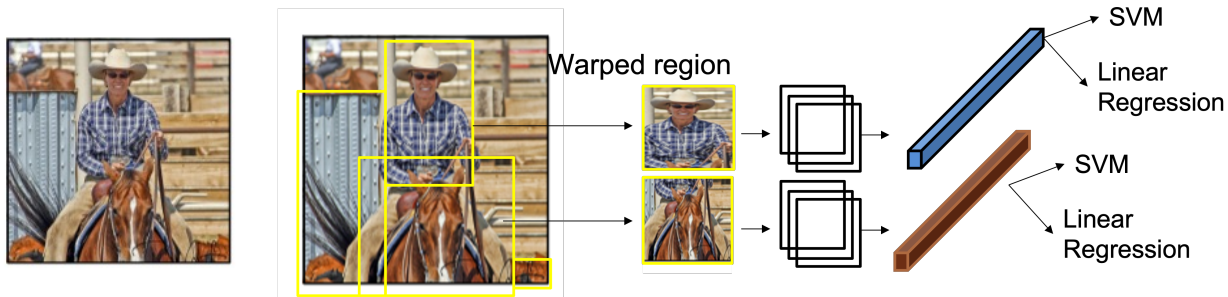 Warped region
SVM
Linear
Regression
SVM
Linear
Regression